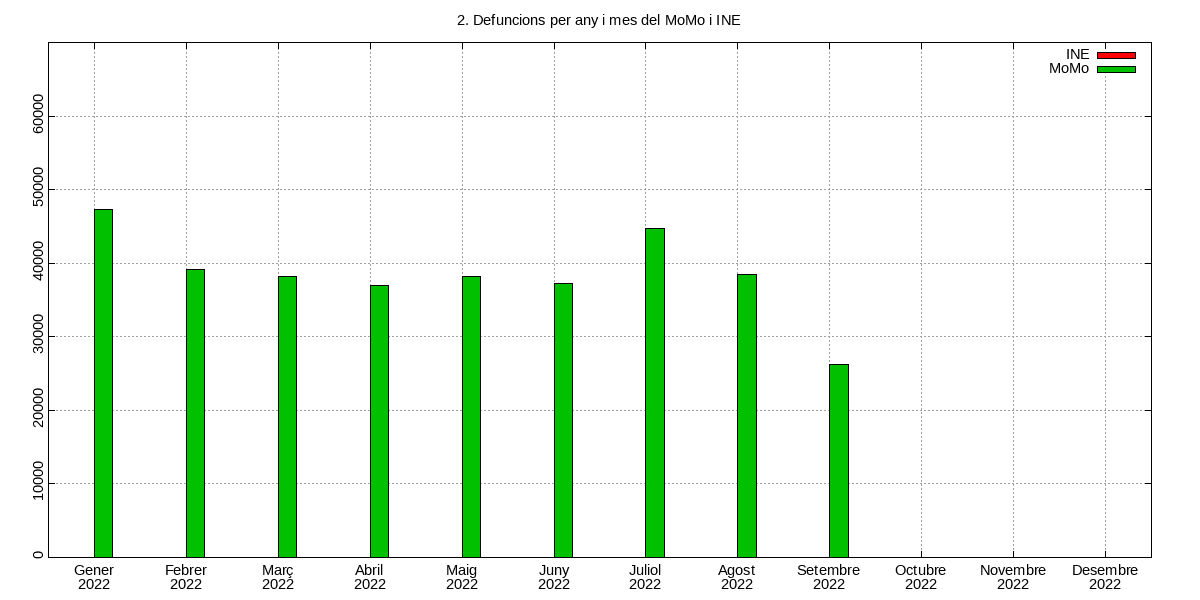 2. Defuncions per any i mes del MoMo i INE
INE
MoMo
60000
50000
40000
30000
20000
10000
0
Gener Febrer Març Abril Maig Juny Juliol Agost Setembre Octubre Novembre Desembre
2022 2022 2022 2022 2022 2022 2022 2022 2022 2022 2022 2022